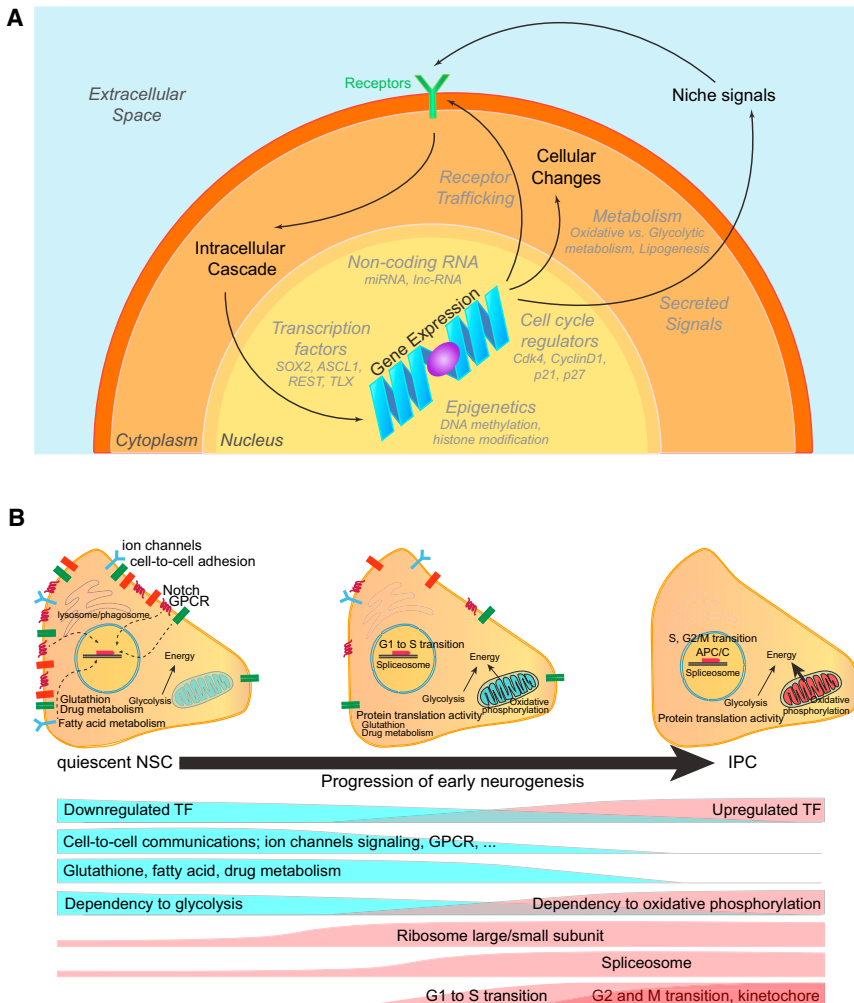 A
Extracellular
Space
Receptors
Niche signals
Cellular
Changes
Receptor
Trafficking
Metabolism
Oxidative vs. Glycolytic
metabolism, Lipogenesis
Intracellular
Cascade
Non-coding RNA
miRNA, lnc-RNA
Secreted
Signals
Transcription
factors
SOX2, ASCL1,
REST, TLX
Gene Expression
Cell cycle
regulators
Cdk4, CyclinD1,
p21, p27
Epigenetics
DNA methylation,
histone modification
Cytoplasm
Nucleus
B
ion channels
cell-to-cell adhesion
Notch
GPCR
lysosome/phagosome
Energy
Glycolysis
Glutathion
Drug metabolism
Fatty acid metabolism
G1 to S transition
Spliceosome
Energy
Glycolysis
Oxidative
phosphorylation
Protein translation activity
Glutathion
Drug metabolism
S, G2/M transition
APC/C
Spliceosome
Energy
Glycolysis
Oxidative
phosphorylation
Protein translation activity
quiescent NSC
IPC
Progression of early neurogenesis
Downregulated TF
Upregulated TF
Cell-to-cell communications; ion channels signaling, GPCR, ...
Glutathione, fatty acid, drug metabolism
Dependency to glycolysis
Dependency to oxidative phosphorylation
Ribosome large/small subunit
Spliceosome
G1 to S transition
G2 and M transition, kinetochore